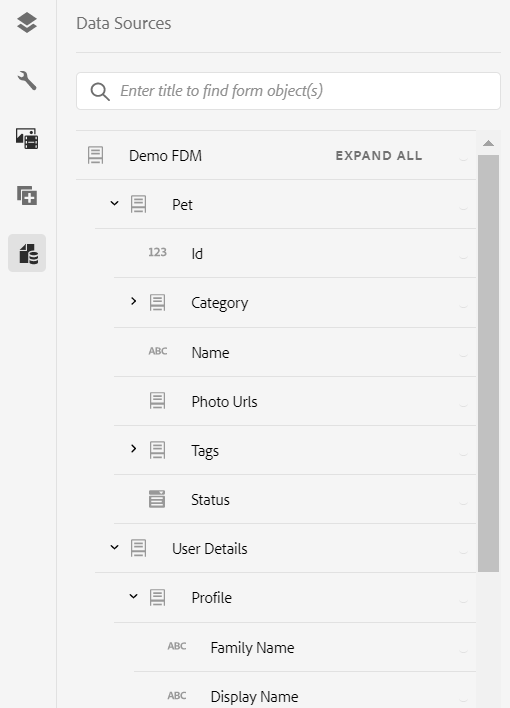 Data Sources
Enter title to find form object(s)
Demo FDM EXPAND ALL
Pet
123 Id
Category
ABC Name
Photo Urls
Tags
Status
User Details
Profile
ABC Family Name
ABC Display Name